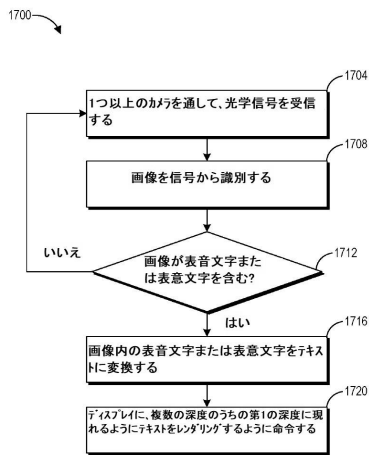 1700
1704
1つ以上のカメラを通して、光学信号を受信
する
1708
画像を信号から識別する
1712
画像が表音文字また
は表意文字を含む?
いいえ
はい
1716
画像内の表音文字または表意文字をテキス
トに変換する
1720
ディスプレイに、複数の深度のうちの第1の深度に現
れるようにテキストをレンダリングするように命令する